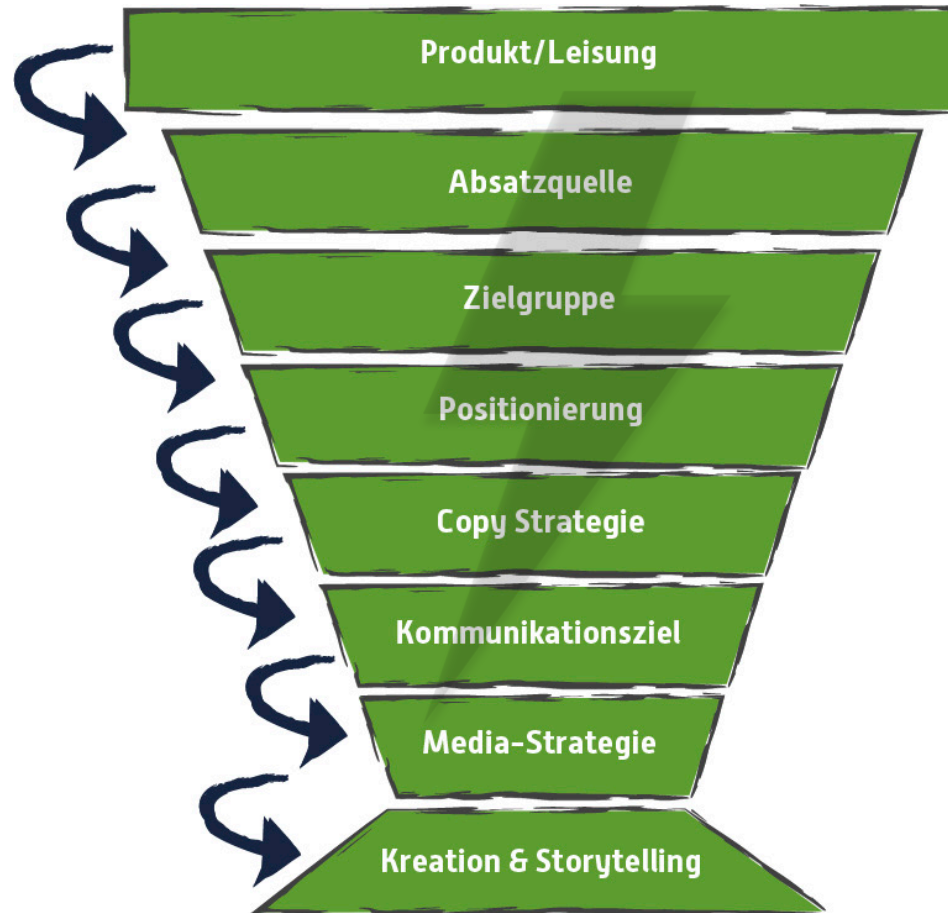 Produkt/Leisung
Absatzquelle
Zielgruppe
Positionierung
Copy Strategie
Kommunikationsziel
Media-Strategie
Kreation & Storytelling